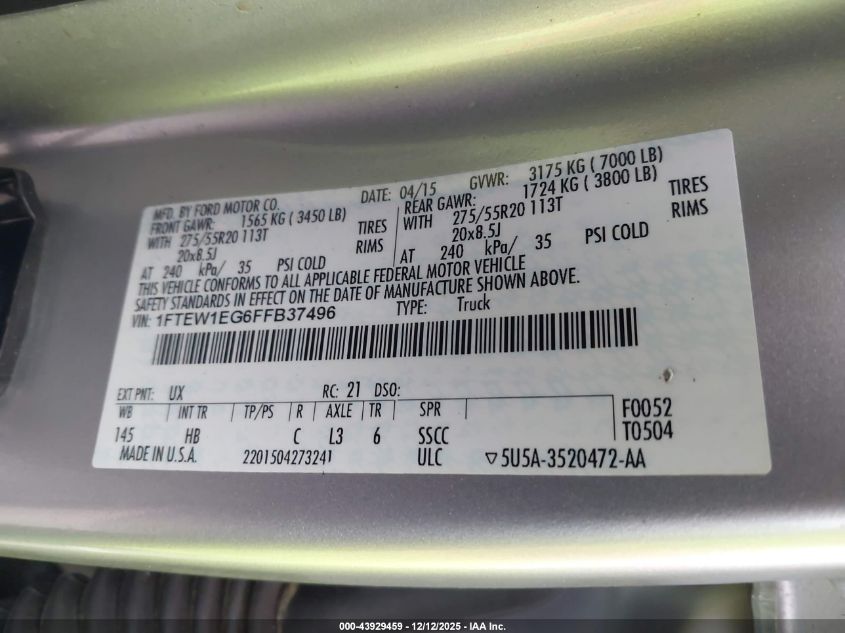 MFD. BY FORD MOTOR CO. DATE: 04/15 GVWR: 3175 KG ( 7000 LB)
FRONT GAWR: 1565 KG ( 3450 LB) REAR GAWR: 1724 KG ( 3800 LB)
WITH 275/55R20 113T TIRES WITH 275/55R20 113T TIRES
20x8.5J RIMS 20x8.5J RIMS
AT 240 kPa/ 35 PSI COLD AT 240 kPa/ 35 PSI COLD
THIS VEHICLE CONFORMS TO ALL APPLICABLE FEDERAL MOTOR VEHICLE
SAFETY STANDARDS IN EFFECT ON THE DATE OF MANUFACTURE SHOWN ABOVE.
VIN: 1FTEW1EG6FFB37496 TYPE: Truck
EXT PNT: UX RC: 21 DSO:
WB INT TR TP/PS R AXLE TR SPR F0052
145 HB C L3 6 SSCC T0504
MADE IN U.S.A. 2201504273241 ULC ▽5U5A-3520472-AA
000-43929459 - 12/12/2025 - IAA Inc.